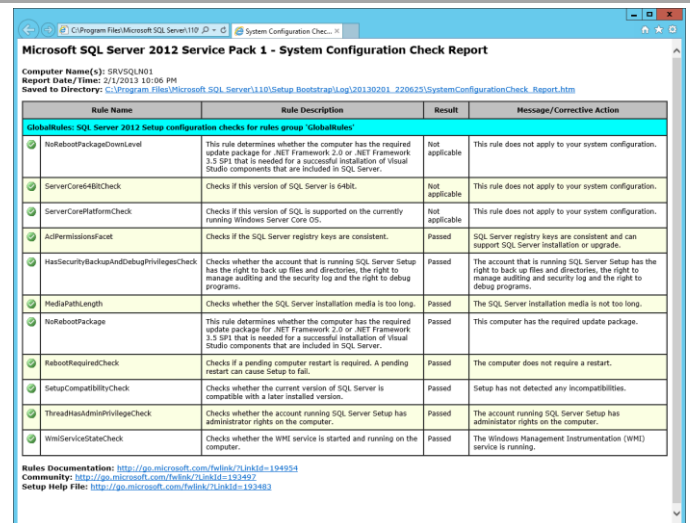 C:\Program Files\Microsoft SQL Server\110\
System Configuration Chec...
Microsoft SQL Server 2012 Service Pack 1 - System Configuration Check Report
Computer Name(s): SRVSQLN01
Report Date/Time: 2/1/2013 10:06 PM
Saved to Directory: C:\Program Files\Microsoft SQL Server\110\Setup Bootstrap\Log\20130201_220625\SystemConfigurationCheck_Report.htm
Rule Name Rule Description Result Message/Corrective Action
GlobalRules: SQL Server 2012 Setup configuration checks for rules group 'GlobalRules'
NoRebootPackageDownLevel This rule determines whether the computer has the required Not This rule does not apply to your system configuration.
update package for .NET Framework 2.0 or .NET Framework applicable
3.5 SP1 that is needed for a successful installation of Visual
Studio components that are included in SQL Server.
ServerCore64BitCheck Checks if this version of SQL Server is 64bit. Not This rule does not apply to your system configuration.
applicable
ServerCorePlatformCheck Checks if this version of SQL is supported on the currently Not This rule does not apply to your system configuration.
running Windows Server Core OS. applicable
AclPermissionsFacet Checks if the SQL Server registry keys are consistent. Passed SQL Server registry keys are consistent and can
support SQL Server installation or upgrade.
HasSecurityBackupAndDebugPrivilegesCheck Checks whether the account that is running SQL Server Setup Passed The account that is running SQL Server Setup has the
has the right to back up files and directories, the right to right to back up files and directories, the right to
manage auditing and the security log and the right to debug manage auditing and security log and the right to
programs. debug programs.
MediaPathLength Checks whether the SQL Server installation media is too long. Passed The SQL Server installation media is not too long.
NoRebootPackage This rule determines whether the computer has the required Passed This computer has the required update package.
update package for .NET Framework 2.0 or .NET Framework
3.5 SP1 that is needed for a successful installation of Visual
Studio components that are included in SQL Server.
RebootRequiredCheck Checks if a pending computer restart is required. A pending Passed The computer does not require a restart.
restart can cause Setup to fail.
SetupCompatibilityCheck Checks whether the current version of SQL Server is Passed Setup has not detected any incompatibilities.
compatible with a later installed version.
ThreadHasAdminPrivilegeCheck Checks whether the account running SQL Server Setup has Passed The account running SQL Server Setup has
administrator rights on the computer. administator rights on the computer.
WmiServiceStateCheck Checks whether the WMI service is started and running on the Passed The Windows Management Instrumentation (WMI)
computer. service is running.
Rules Documentation: http://go.microsoft.com/fwlink/?LinkId=194954
Community: http://go.microsoft.com/fwlink/?LinkId=193497
Setup Help File: http://go.microsoft.com/fwlink/?LinkId=193483